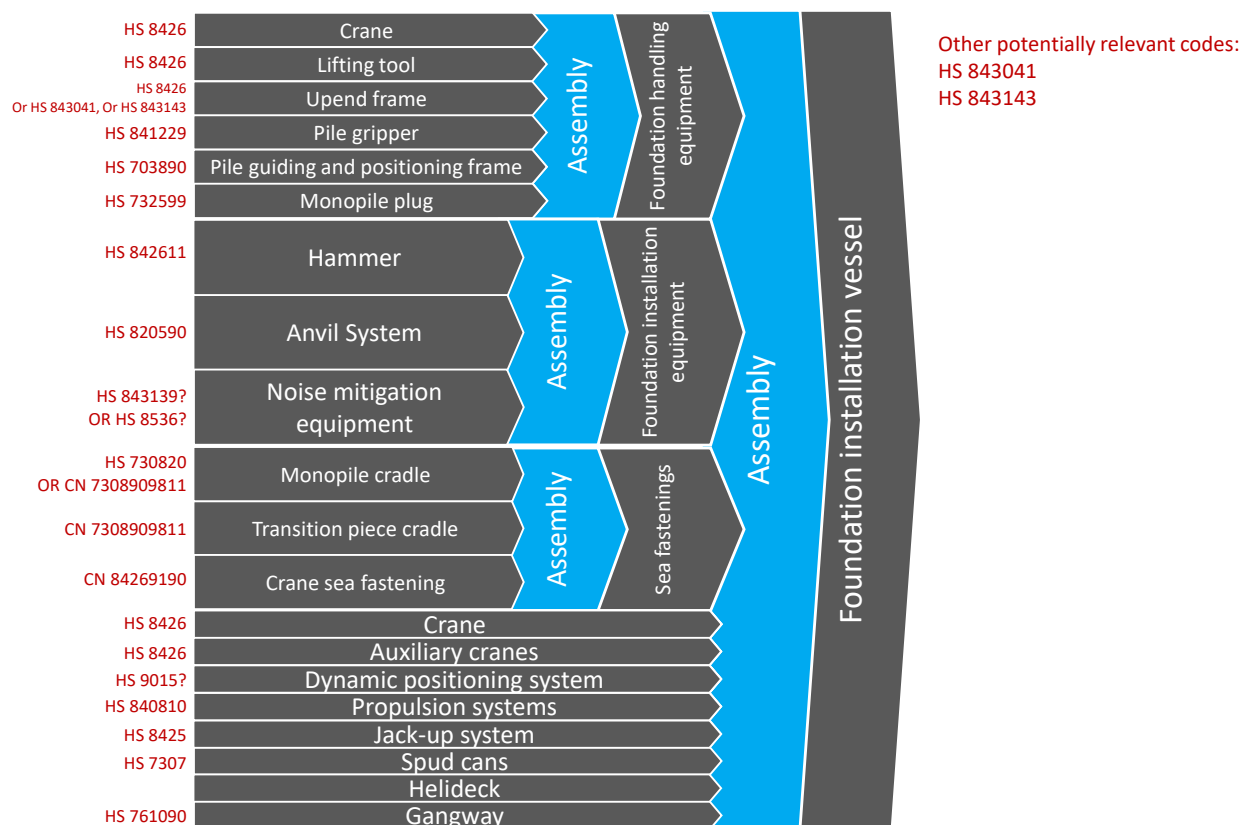 HS 8426
Crane
HS 8426
Lifting tool
HS 8426
Or HS 843041, Or HS 843143
Upend frame
HS 841229
Pile gripper
HS 703890
Pile guiding and positioning frame
HS 732599
Monopile plug
Assembly
Foundation handling
equipment
HS 842611
Hammer
HS 820590
Anvil System
HS 843139?
OR HS 8536?
Noise mitigation
equipment
Assembly
Foundation installation
equipment
HS 730820
OR CN 7308909811
Monopile cradle
CN 7308909811
Transition piece cradle
CN 84269190
Crane sea fastening
Assembly
Sea fastenings
HS 8426
Crane
HS 8426
Auxiliary cranes
HS 9015?
Dynamic positioning system
HS 840810
Propulsion systems
HS 8425
Jack-up system
HS 7307
Spud cans
Helideck
HS 761090
Gangway
Assembly
Foundation installation vessel
Other potentially relevant codes:
HS 843041
HS 843143